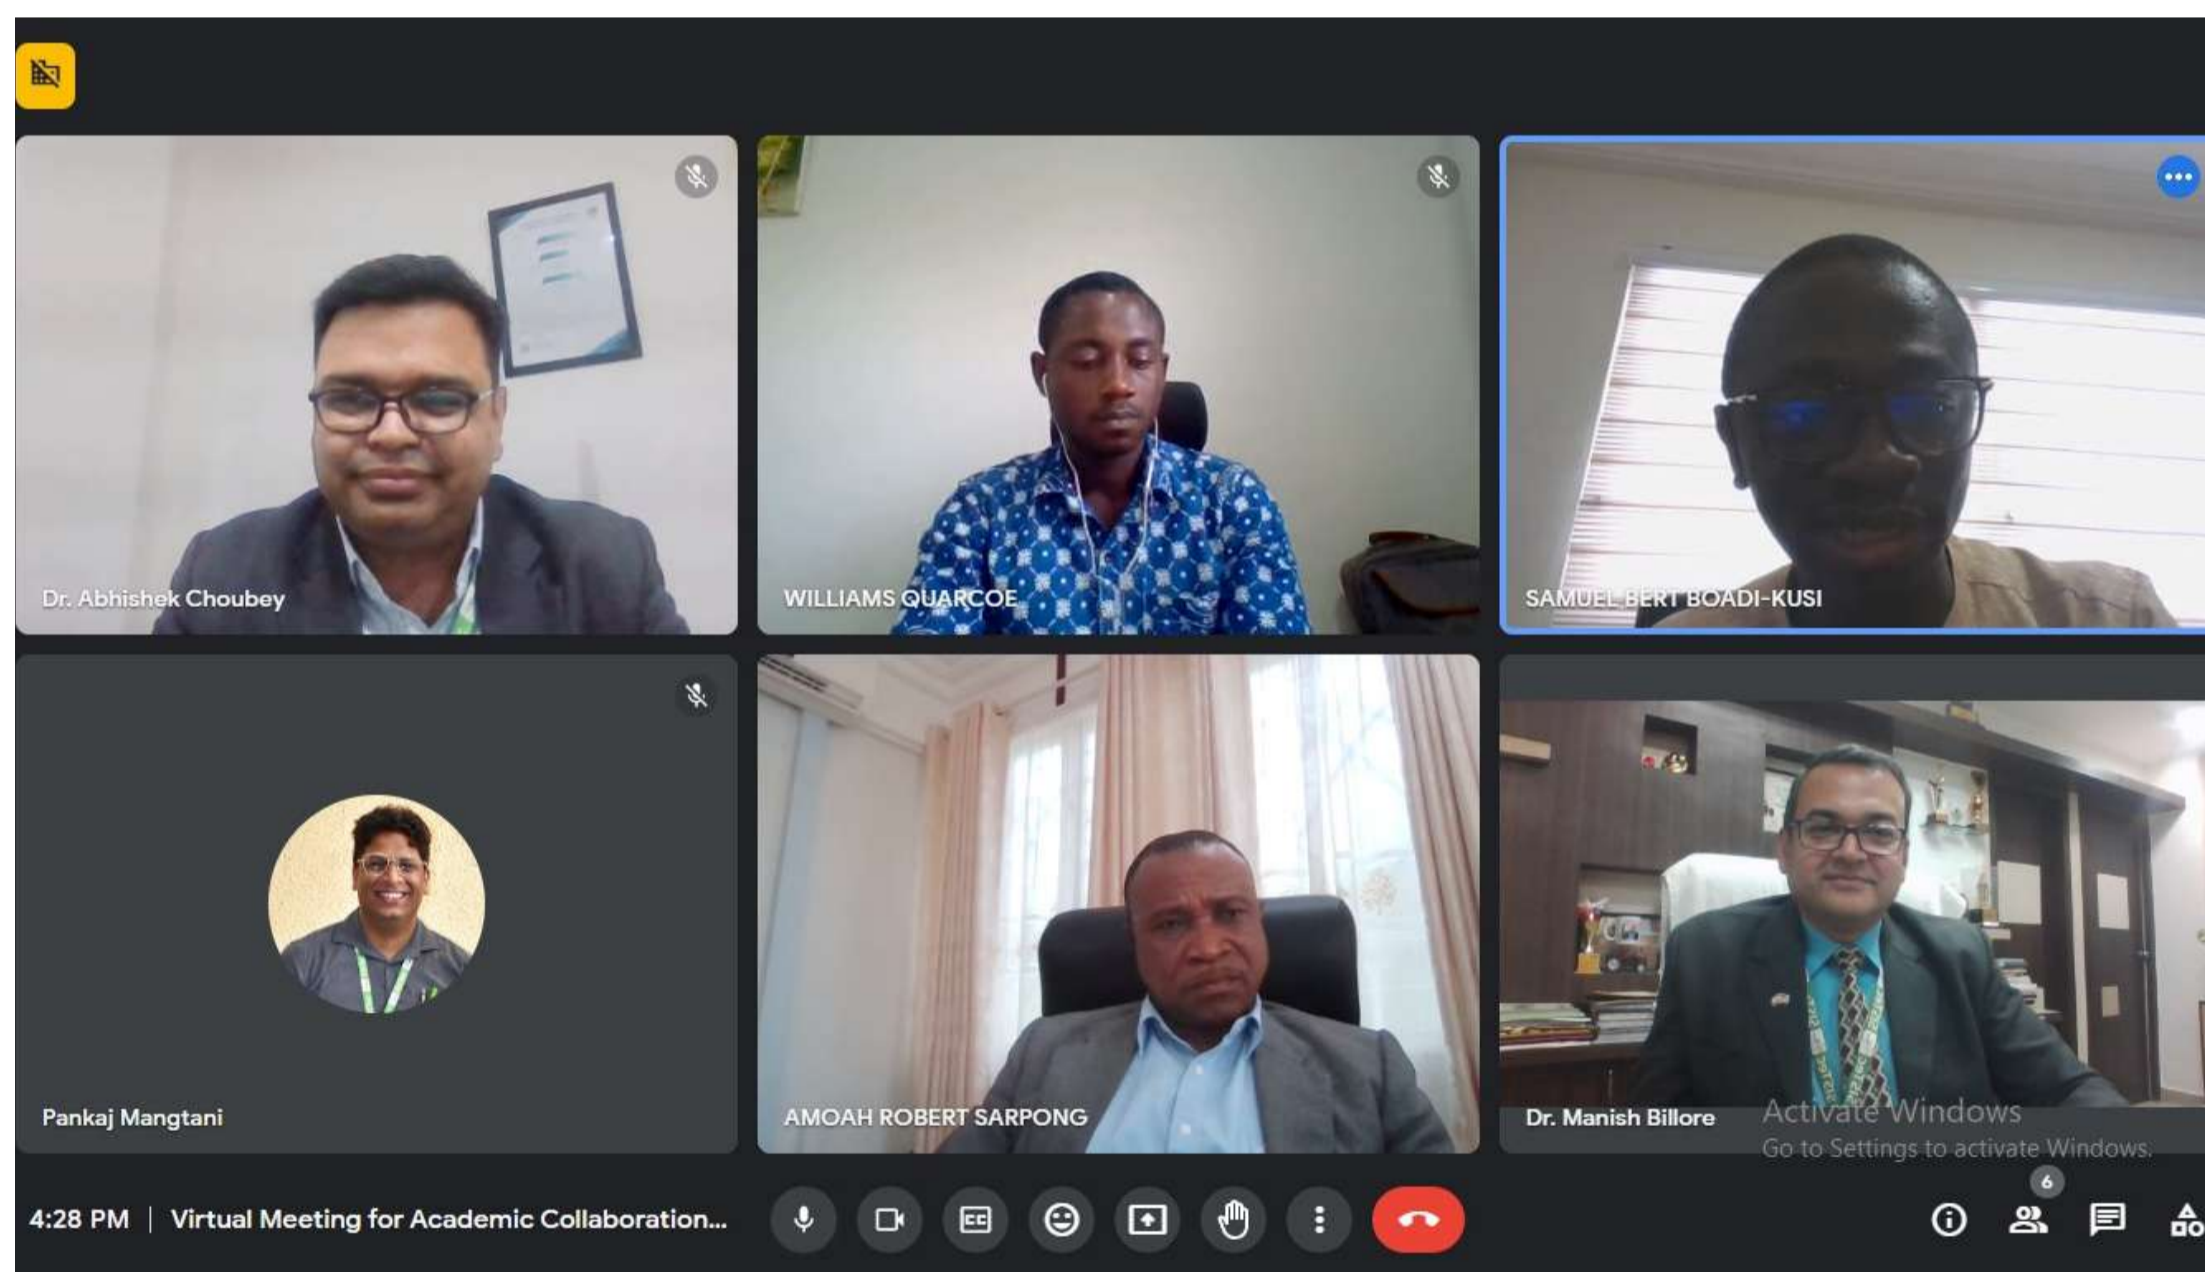 Dr. Abhishek Choubey
WILLIAMS QUARCOE
SAMUEL BERT BOADI-KUSI
Pankaj Mangtani
AMOAH ROBERT SARPONG
Dr. Manish Billore
Activate Windows
Go to Settings to activate Windows.
4:28 PM | Virtual Meeting for Academic Collaboration...
CC
6